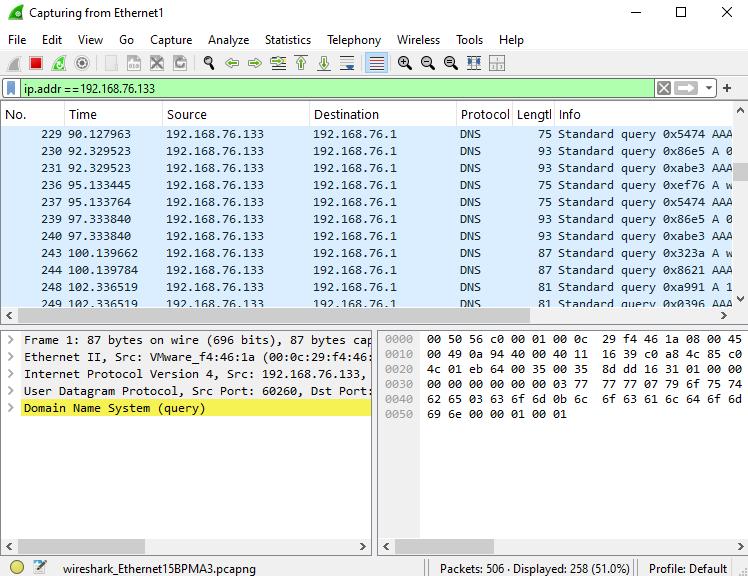 Capturing from Ethernet1
File Edit View Go Capture Analyze Statistics Telephony Wireless Tools Help
ip.addr ==192.168.76.133
No. Time Source Destination Protocol Lengtl Info
229 90.127963 192.168.76.133 192.168.76.1 DNS 75 Standard query 0x5474 AAA
230 92.329523 192.168.76.133 192.168.76.1 DNS 93 Standard query 0x86e5 A 0
231 92.329523 192.168.76.133 192.168.76.1 DNS 93 Standard query 0xabe3 AAA
236 95.133445 192.168.76.133 192.168.76.1 DNS 75 Standard query 0xef76 A w
237 95.133764 192.168.76.133 192.168.76.1 DNS 75 Standard query 0x5474 AAA
239 97.333840 192.168.76.133 192.168.76.1 DNS 93 Standard query 0x86e5 A 0
240 97.333840 192.168.76.133 192.168.76.1 DNS 93 Standard query 0xabe3 AAA
243 100.139662 192.168.76.133 192.168.76.1 DNS 87 Standard query 0x323a A w
244 100.139784 192.168.76.133 192.168.76.1 DNS 87 Standard query 0x8621 AAA
248 102.336519 192.168.76.133 192.168.76.1 DNS 81 Standard query 0xa991 A 1
249 102.336519 192.168.76.133 192.168.76.1 DNS 81 Standard query 0x0396 AAA
Frame 1: 87 bytes on wire (696 bits), 87 bytes cap
Ethernet II, Src: VMware_f4:46:1a (00:0c:29:f4:46:
Internet Protocol Version 4, Src: 192.168.76.133,
User Datagram Protocol, Src Port: 60260, Dst Port:
Domain Name System (query)
0000 00 50 56 c0 00 01 00 0c 29 f4 46 1a 08 00 45
0010 00 49 0a 94 00 00 40 11 16 39 c0 a8 4c 85 c0
0020 4c 01 eb 64 00 35 00 35 8d dd 16 31 01 00 00
0030 00 00 00 00 00 00 03 77 77 77 07 79 6f 75 74
0040 62 65 03 63 6f 6d 0b 6c 6f 63 61 6c 64 6f 6d
0050 69 6e 00 00 01 00 01
wireshark_Ethernet15BPMA3.pcapng Packets: 506 · Displayed: 258 (51.0%) Profile: Default